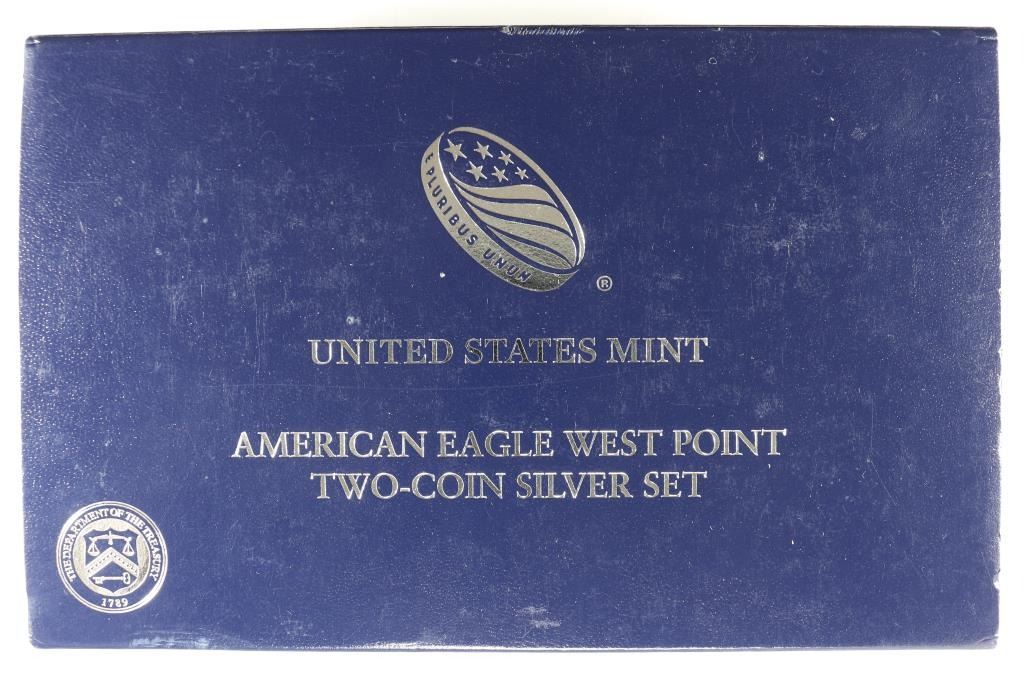 E PLURIBUS UNUM
®
UNITED STATES MINT
AMERICAN EAGLE WEST POINT
TWO-COIN SILVER SET
THE DEPARTMENT OF THE TREASURY
1789